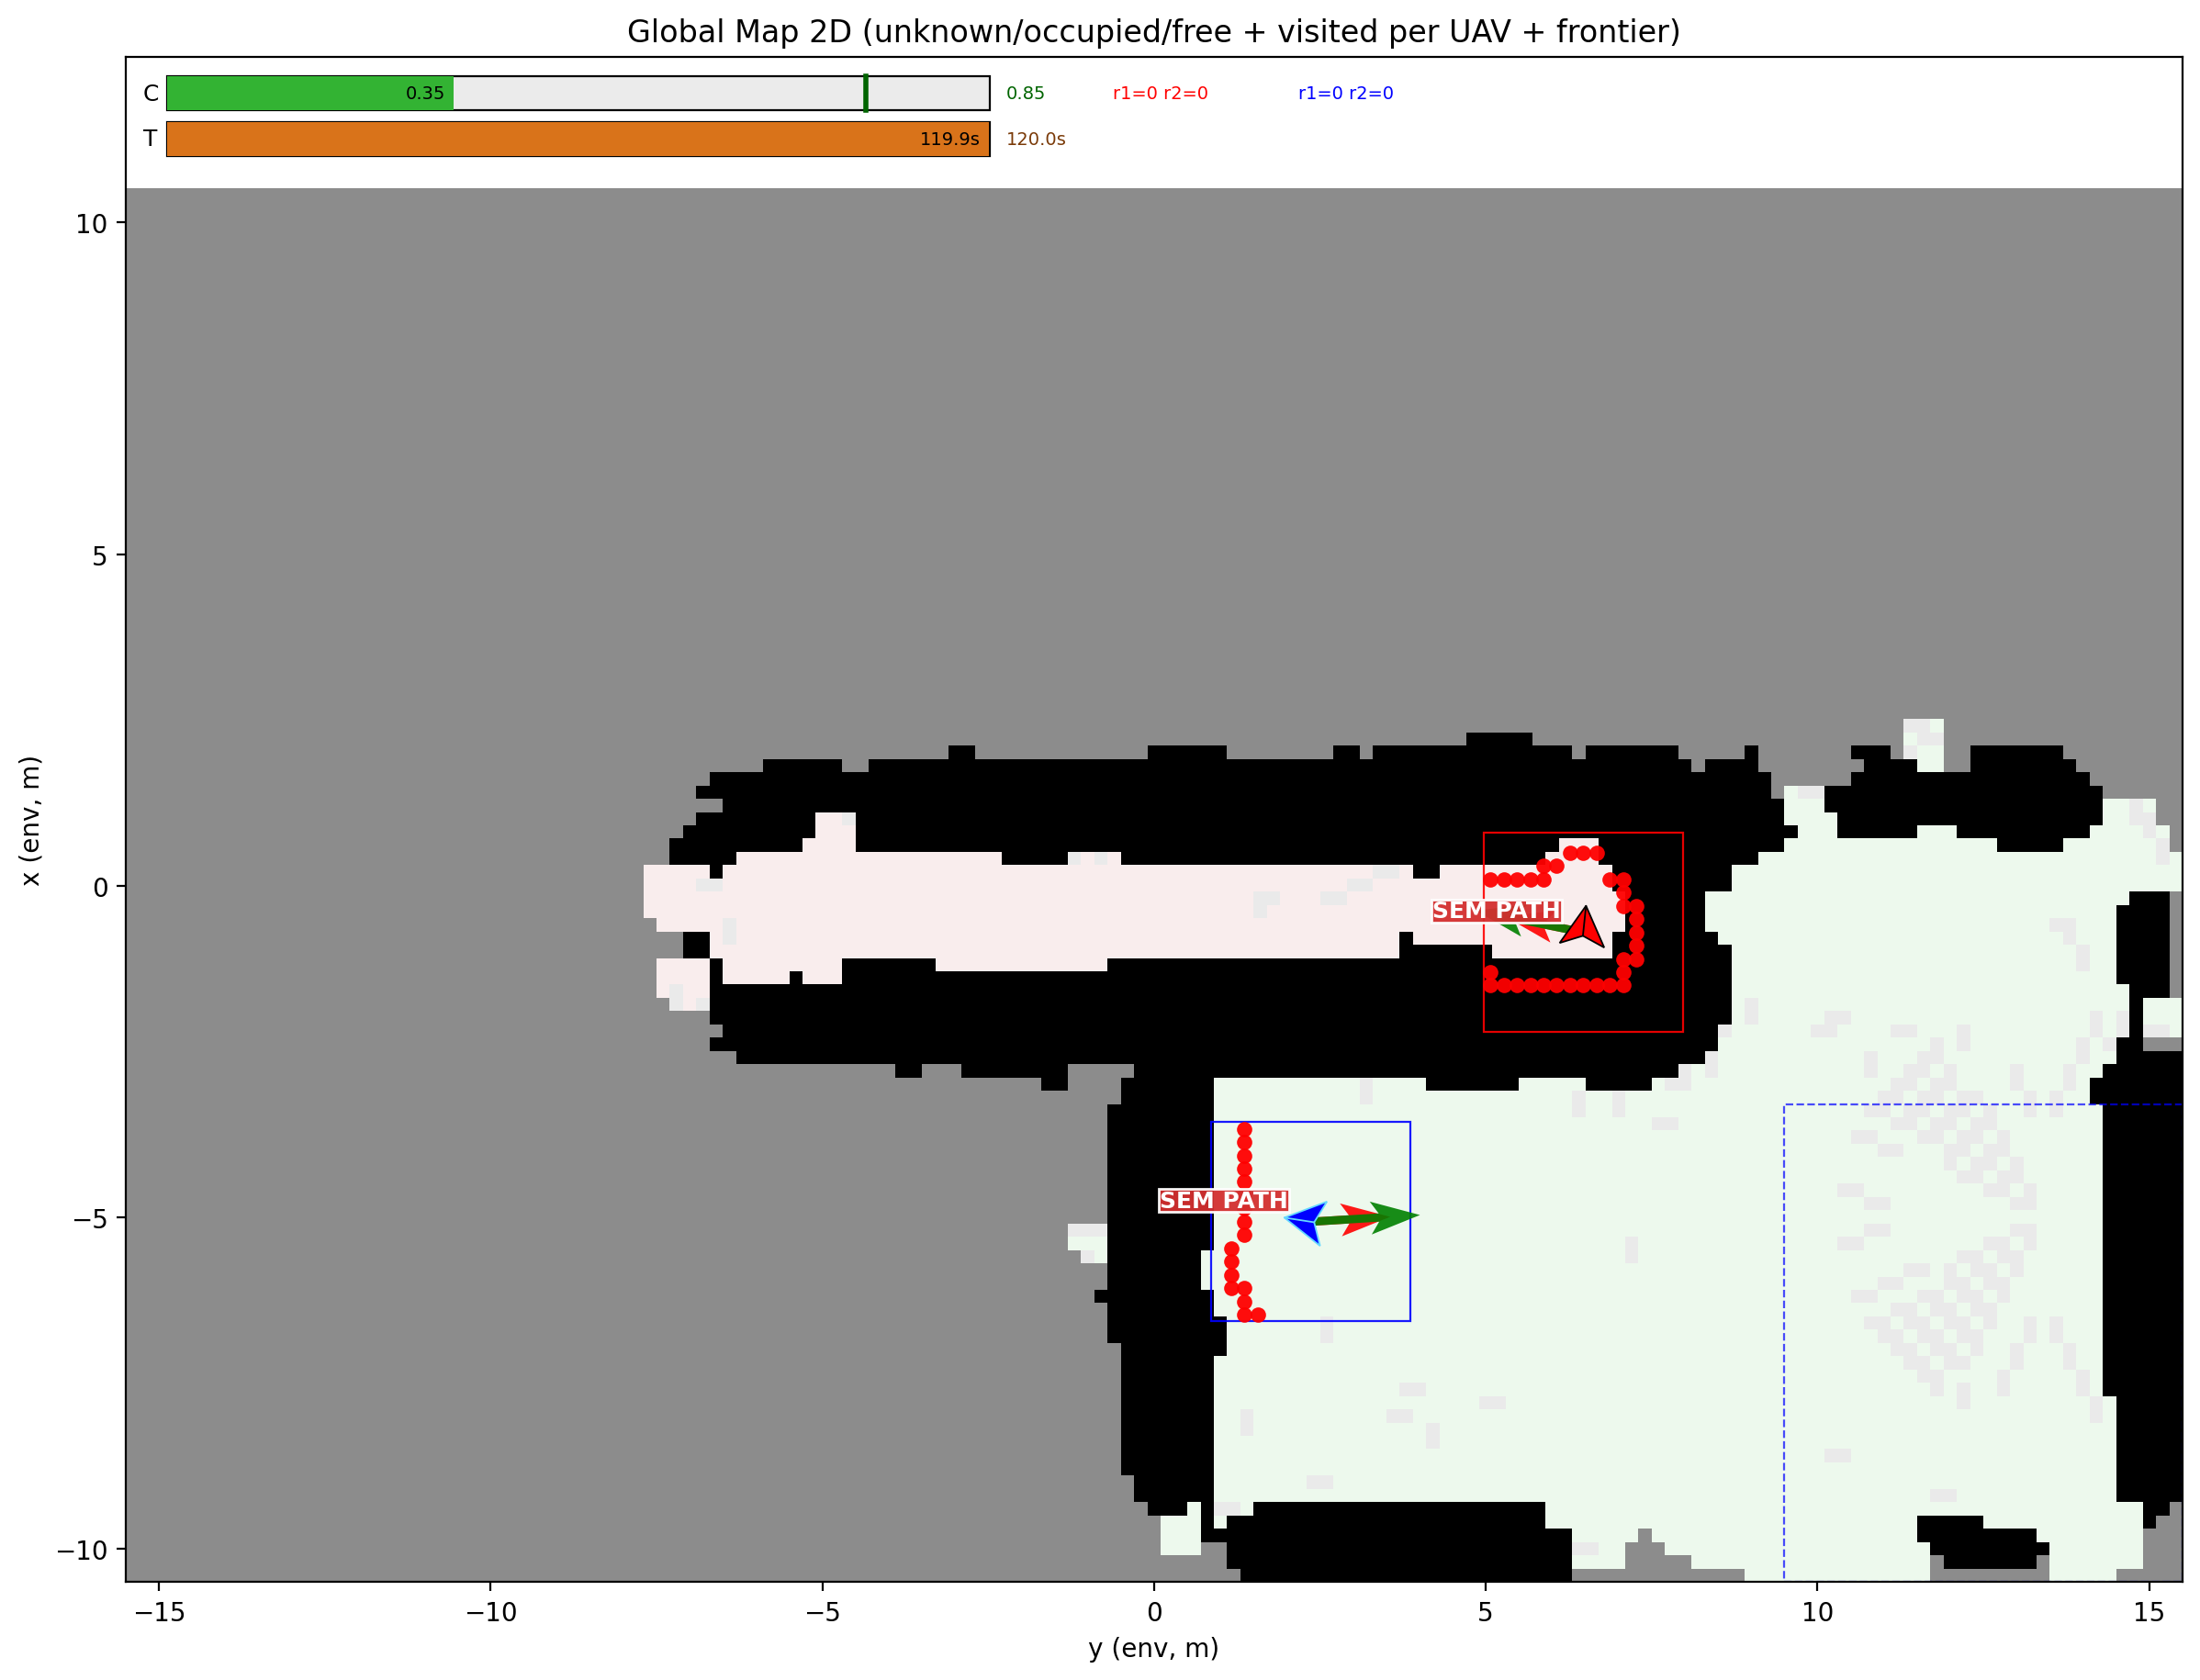 Global Map 2D (unknown/occupied/free + visited per UAV + frontier)
C 0.35 0.85 r1=0 r2=0 r1=0 r2=0
T 119.9s 120.0s
10
5
0
−5
−10
x (env, m)
SEM PATH
SEM PATH
−15 −10 −5 0 5 10 15
y (env, m)